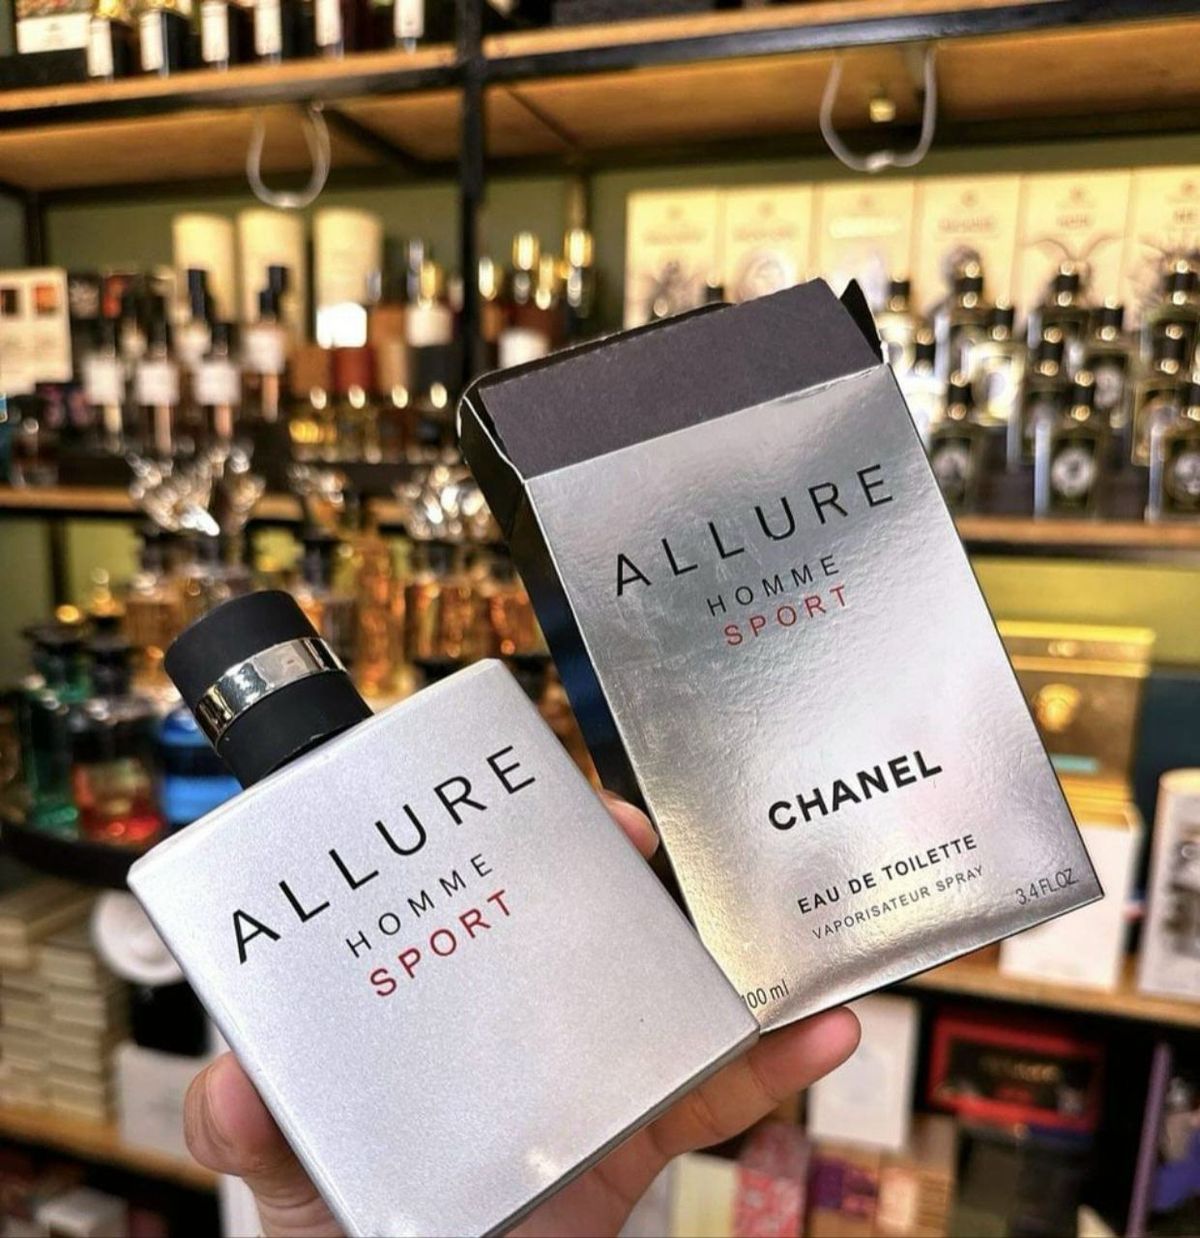 ALLURE
HOMME
SPORT
CHANEL
EAU DE TOILETTE
VAPORISATEUR SPRAY
100 ml
3.4 FL.OZ.
ALLURE
HOMME
SPORT